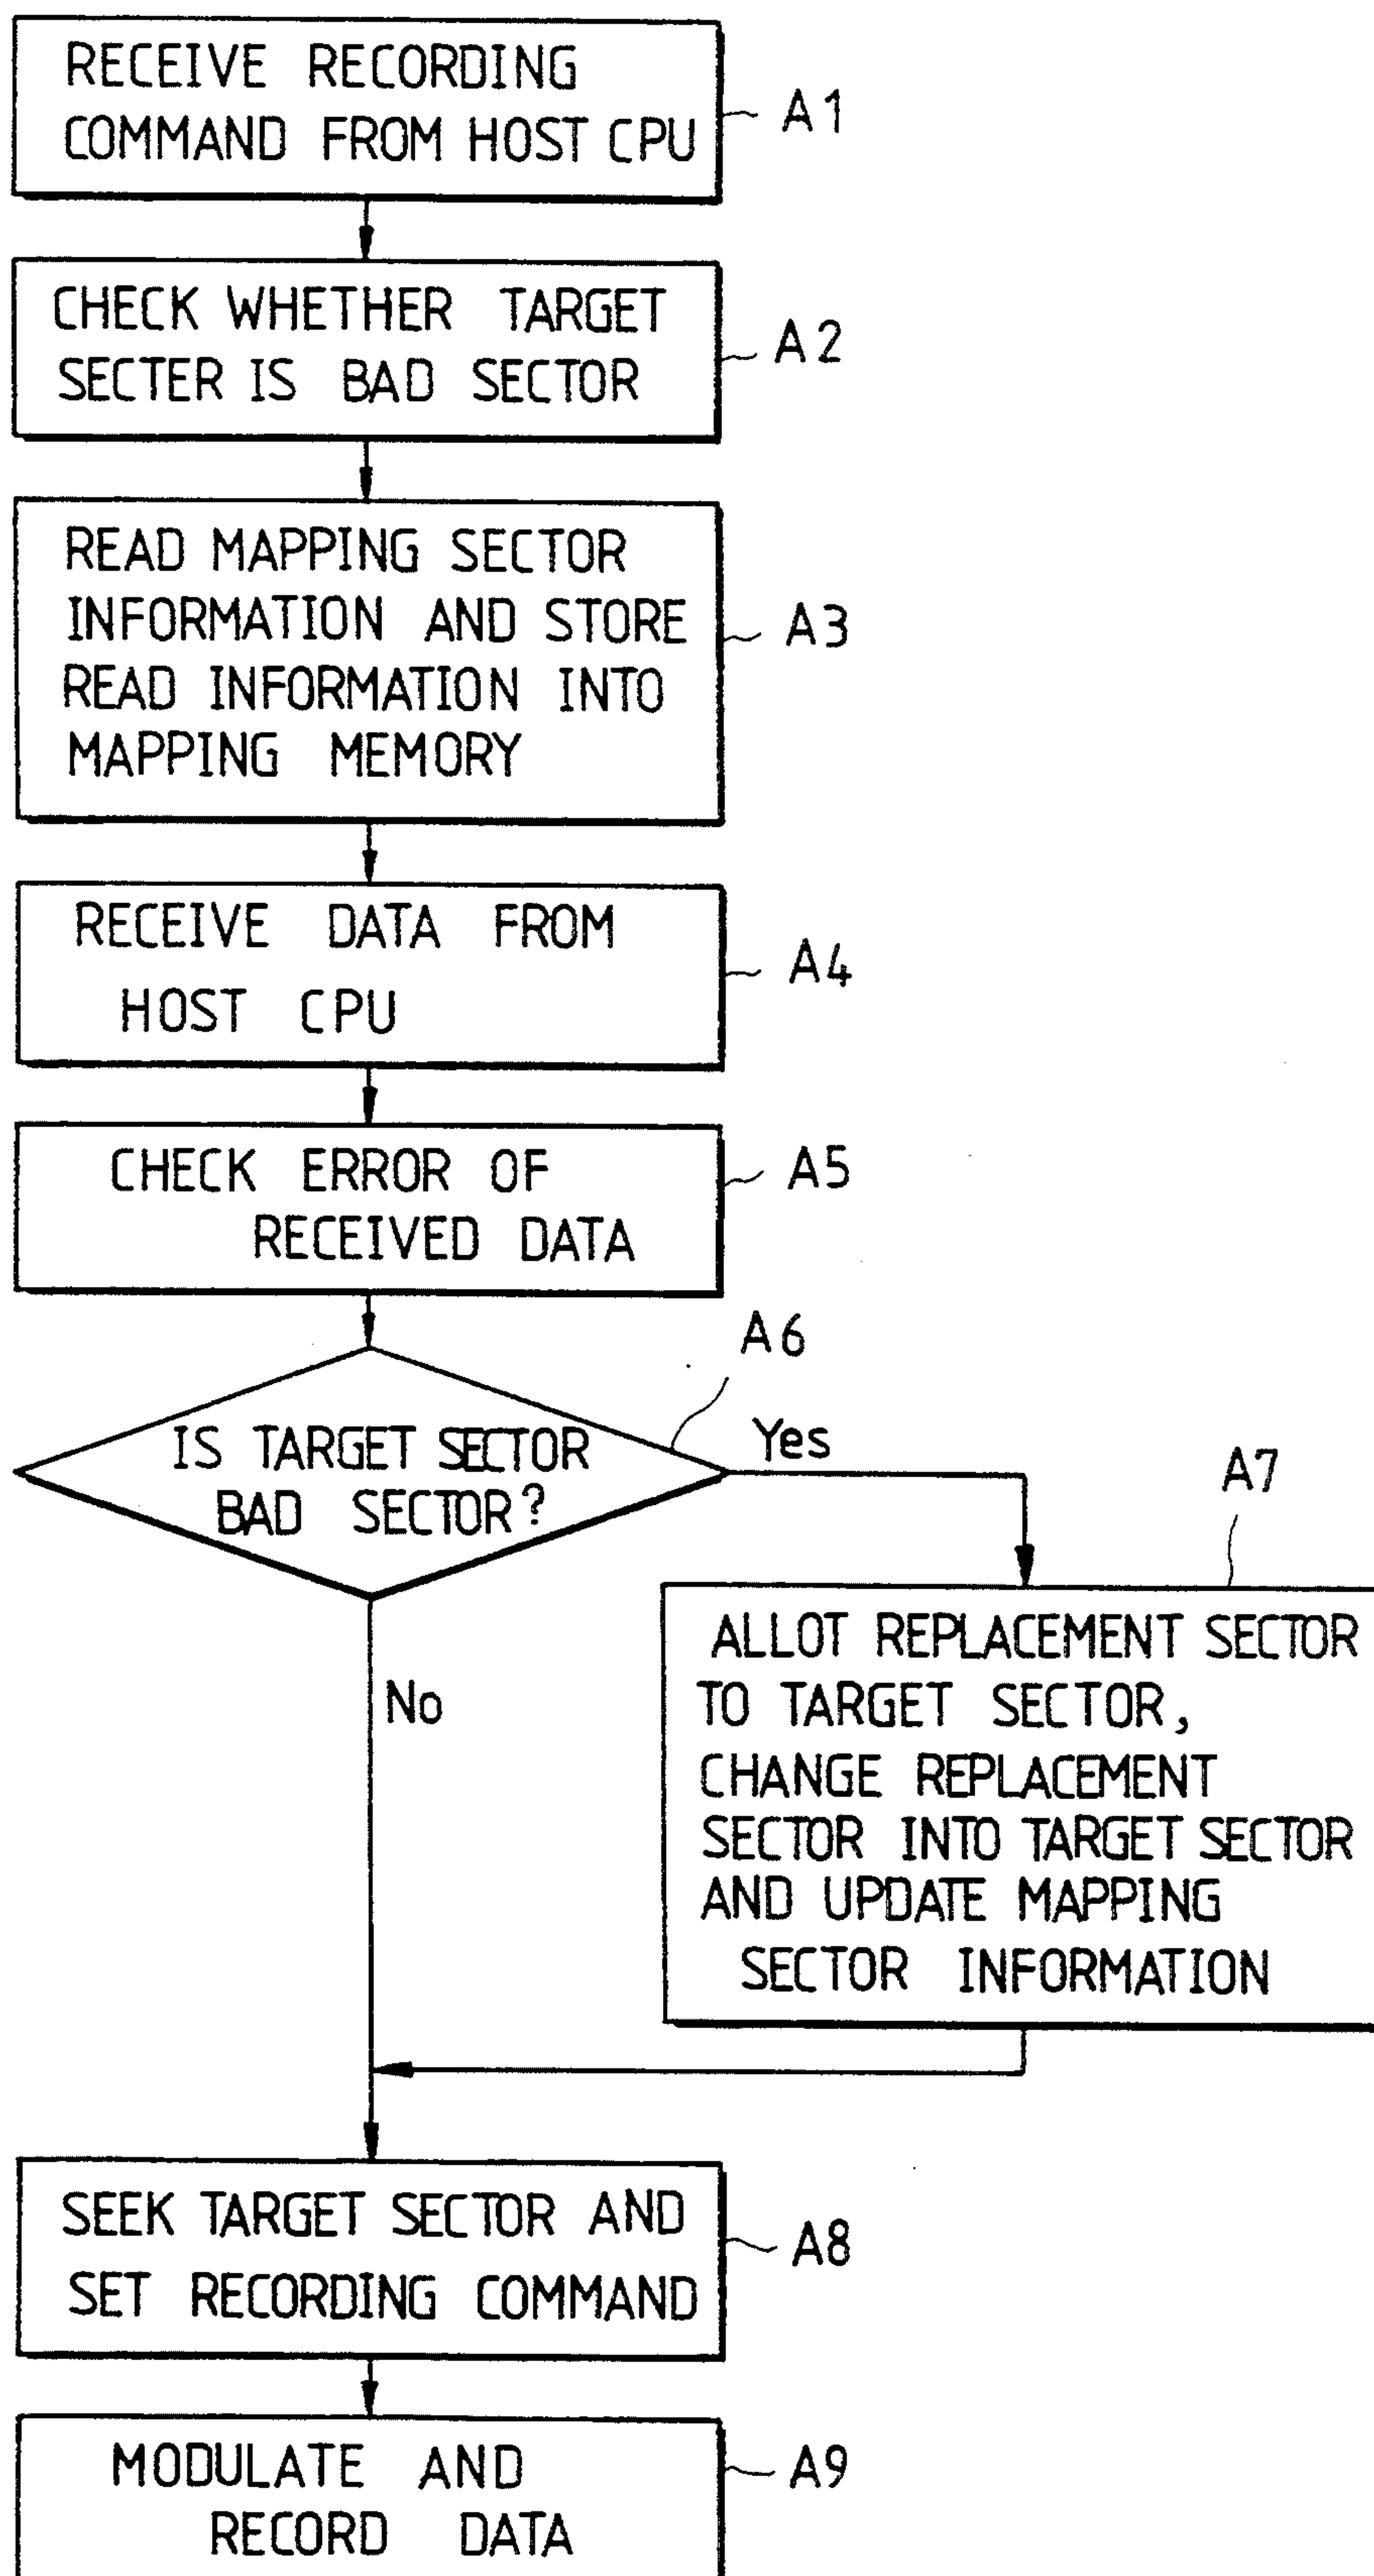 RECEIVE RECORDING
COMMAND FROM HOST CPU
A1
CHECK WHETHER TARGET
SECTER IS BAD SECTOR
A2
READ MAPPING SECTOR
INFORMATION AND STORE
READ INFORMATION INTO
MAPPING MEMORY
A3
RECEIVE DATA FROM
HOST CPU
A4
CHECK ERROR OF
RECEIVED DATA
A5
A6
IS TARGET SECTOR
BAD SECTOR?
Yes
No
A7
ALLOT REPLACEMENT SECTOR
TO TARGET SECTOR,
CHANGE REPLACEMENT
SECTOR INTO TARGET SECTOR
AND UPDATE MAPPING
SECTOR INFORMATION
SEEK TARGET SECTOR AND
SET RECORDING COMMAND
A8
MODULATE AND
RECORD DATA
A9